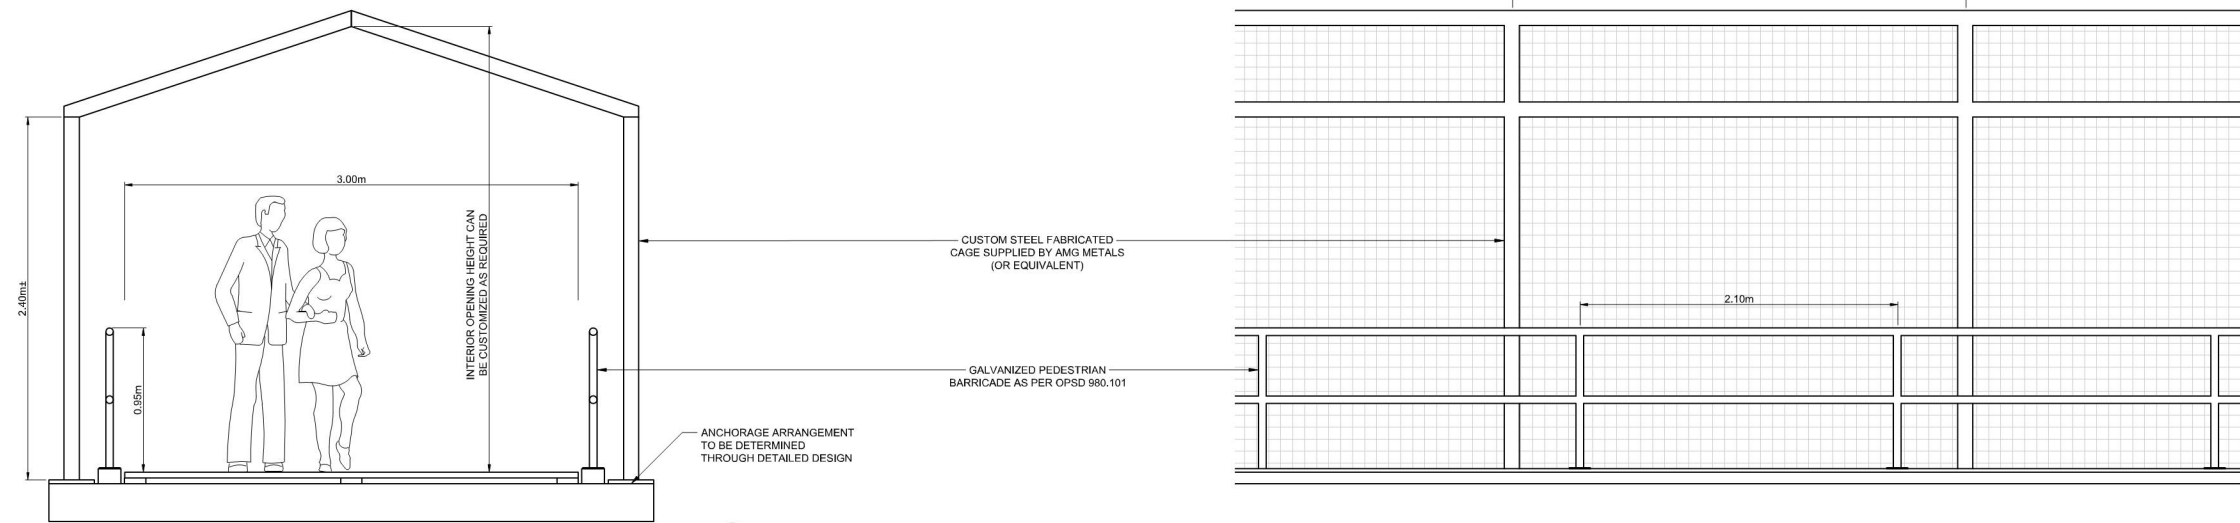 3.00m
2.40m±
0.95m
INTERIOR OPENING HEIGHT CAN
BE CUSTOMIZED AS REQUIRED
CUSTOM STEEL FABRICATED
CAGE SUPPLIED BY AMG METALS
(OR EQUIVALENT)
GALVANIZED PEDESTRIAN
BARRICADE AS PER OPSD 980.101
ANCHORAGE ARRANGEMENT
TO BE DETERMINED
THROUGH DETAILED DESIGN
2.10m